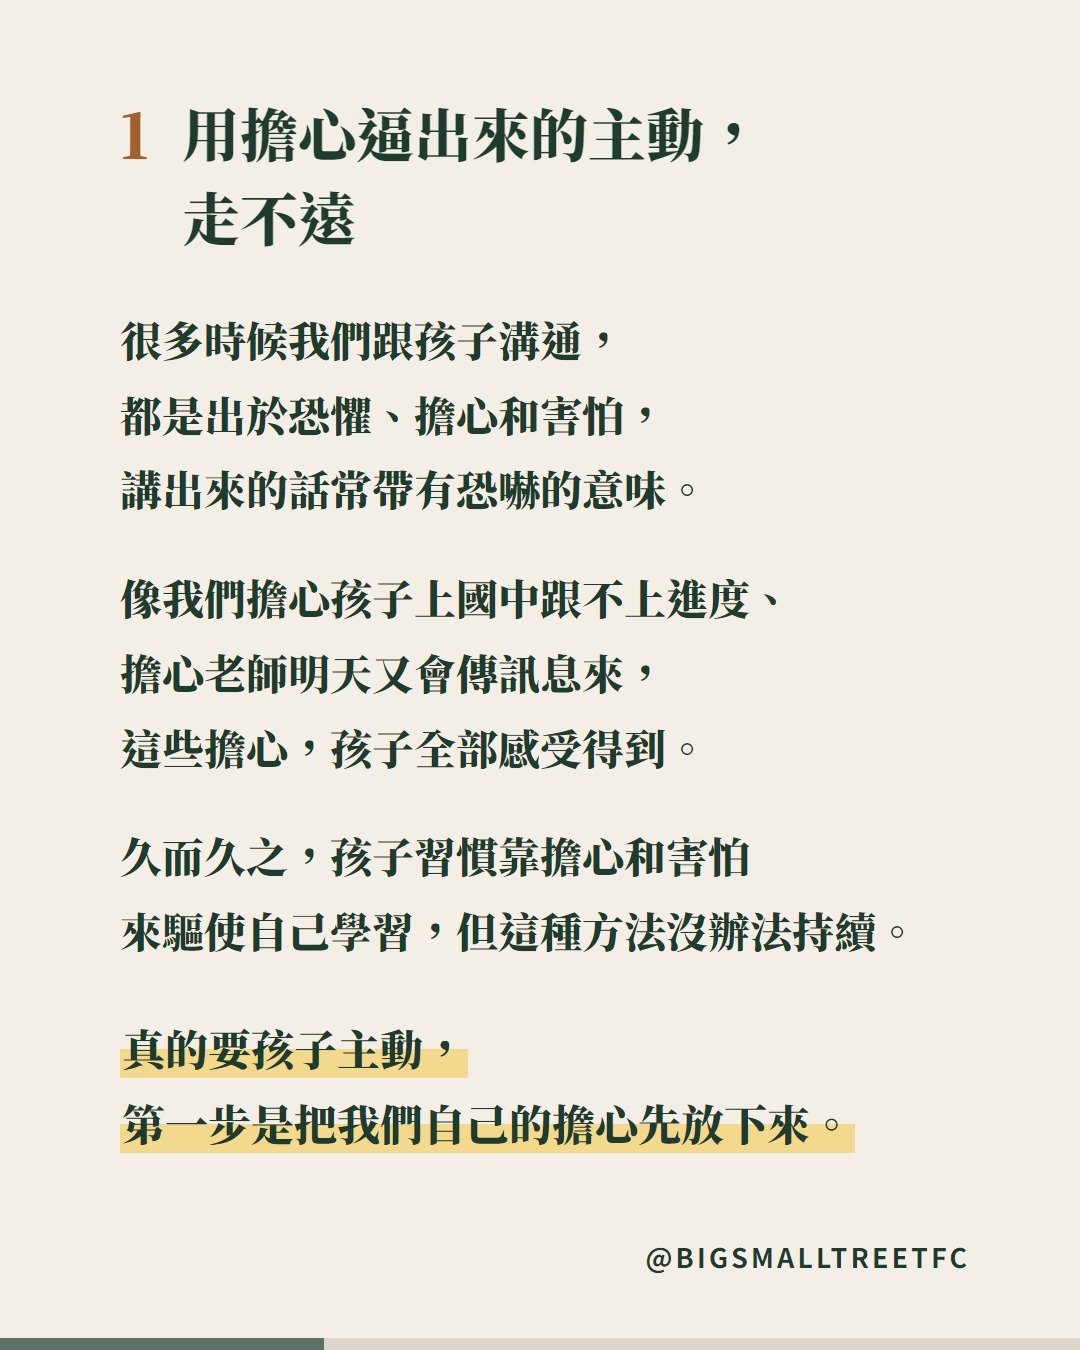 1 用擔心逼出來的主動，
走不遠
很多時候我們跟孩子溝通，
都是出於恐懼、擔心和害怕，
講出來的話常帶有恐嚇的意味。
像我們擔心孩子上國中跟不上進度、
擔心老師明天又會傳訊息來，
這些擔心，孩子全部感受得到。
久而久之，孩子習慣靠擔心和害怕
來驅使自己學習，但這種方法沒辦法持續。
真的要孩子主動，
第一步是把我們自己的擔心先放下來。
@BIGSMALLTREETFC